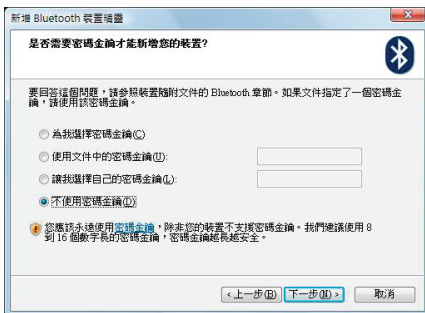 新增 Bluetooth 裝置精靈
是否需要密碼金鑰才能新增您的裝置?
要回答這個問題，請參照裝置隨附文件的 Bluetooth 章節。如果文件指定了一個密碼金
鑰，請使用該密碼金鑰。
為我選擇密碼金鑰(C)
使用文件中的密碼金鑰(U):
讓我選擇自己的密碼金鑰(L):
不使用密碼金鑰(D)
您應該永遠使用密碼金鑰，除非您的裝置不支援密碼金鑰。我們建議使用 8
到 16 個數字長的密碼金鑰，密碼金鑰越長越安全。
<上一步(B) 下一步(N)> 取消